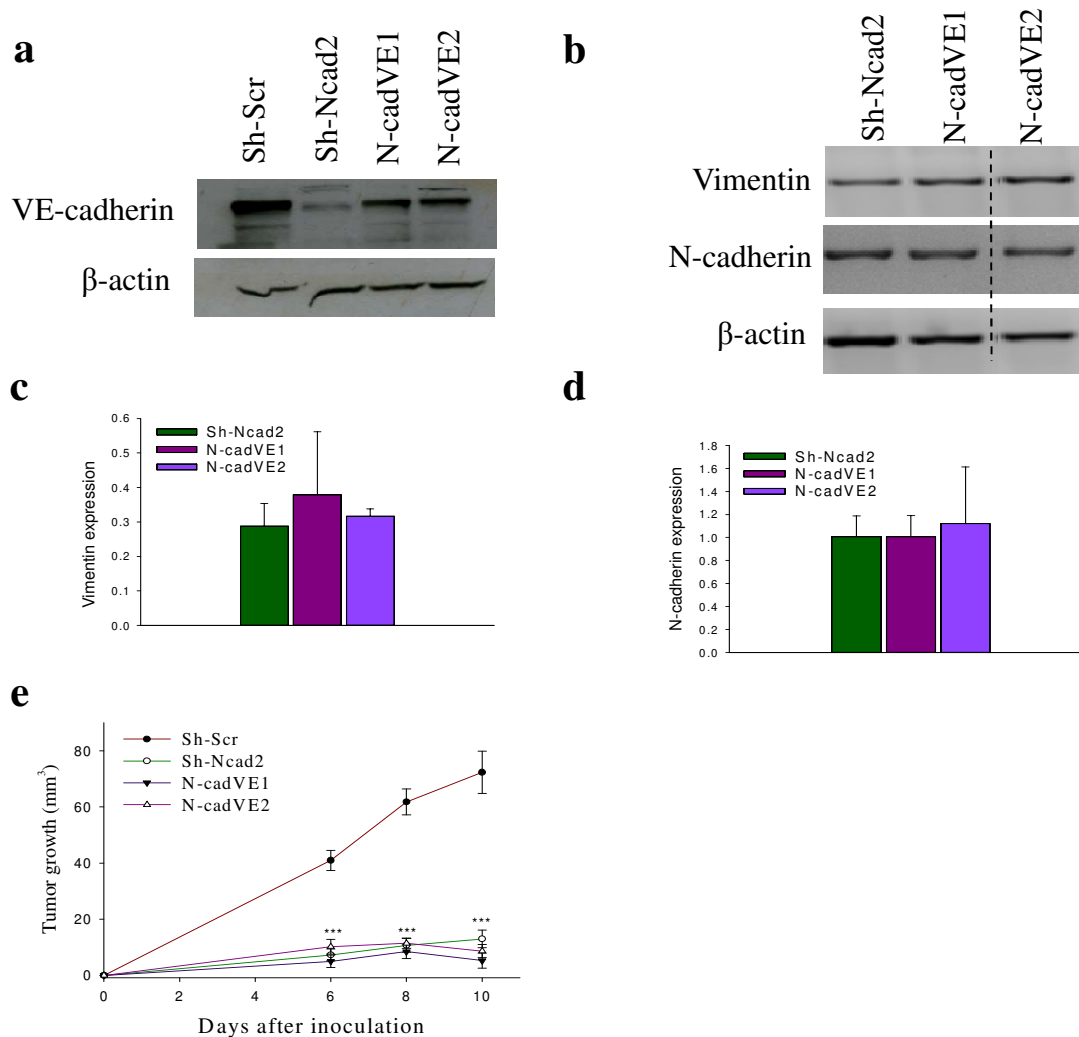 a
Sh-Scr
Sh-Ncad2
N-cadVE1
N-cadVE2
VE-cadherin
β-actin
b
Sh-Ncad2
N-cadVE1
N-cadVE2
Vimentin
N-cadherin
β-actin
c
Sh-Ncad2
N-cadVE1
N-cadVE2
Vimentin expression
0.6
0.5
0.4
0.3
0.2
0.1
0.0
d
Sh-Ncad2
N-cadVE1
N-cadVE2
N-cadherin expression
1.8
1.6
1.4
1.2
1.0
0.8
0.6
0.4
0.2
0.0
e
Sh-Scr
Sh-Ncad2
N-cadVE1
N-cadVE2
Tumor growth (mm³)
80
60
40
20
0
*** *** ***
0 2 4 6 8 10
Days after inoculation